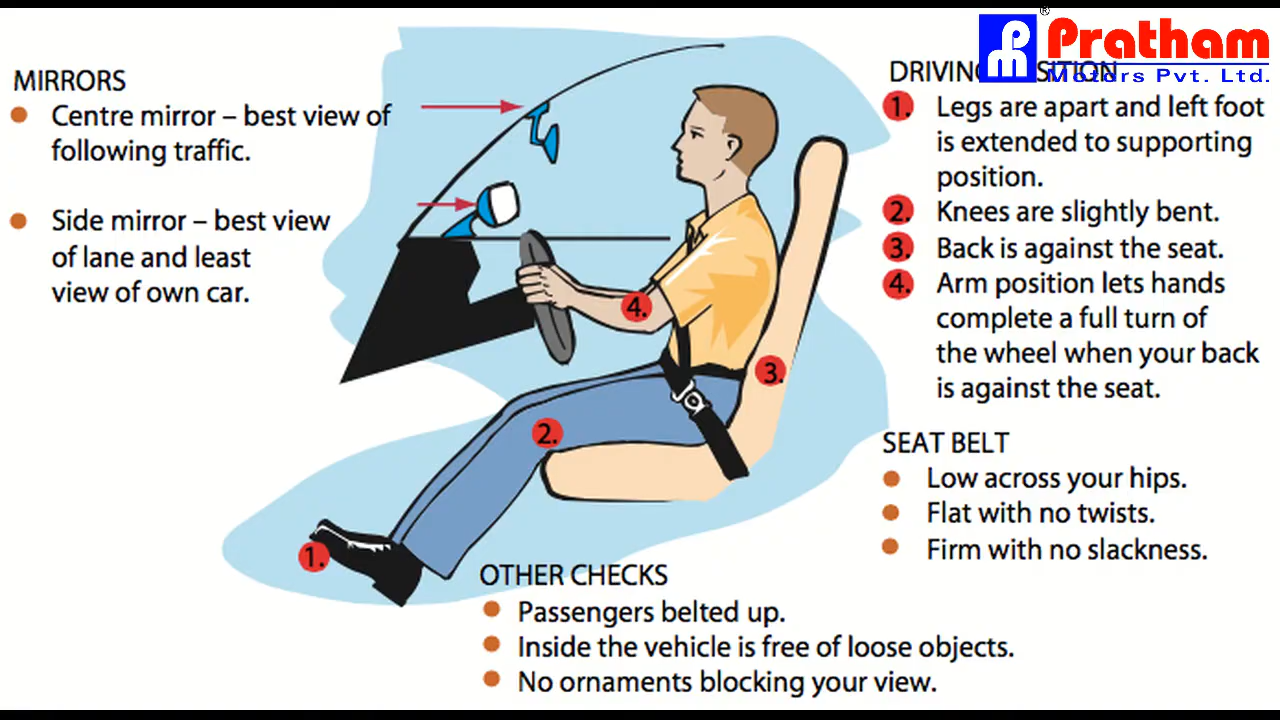 ®
Pratham
Motors Pvt. Ltd.
MIRRORS
Centre mirror – best view of
following traffic.
Side mirror – best view
of lane and least
view of own car.
DRIVING POSITION
1. Legs are apart and left foot
is extended to supporting
position.
2. Knees are slightly bent.
3. Back is against the seat.
4. Arm position lets hands
complete a full turn of
the wheel when your back
is against the seat.
4.
3.
2.
1.
SEAT BELT
Low across your hips.
Flat with no twists.
Firm with no slackness.
OTHER CHECKS
Passengers belted up.
Inside the vehicle is free of loose objects.
No ornaments blocking your view.